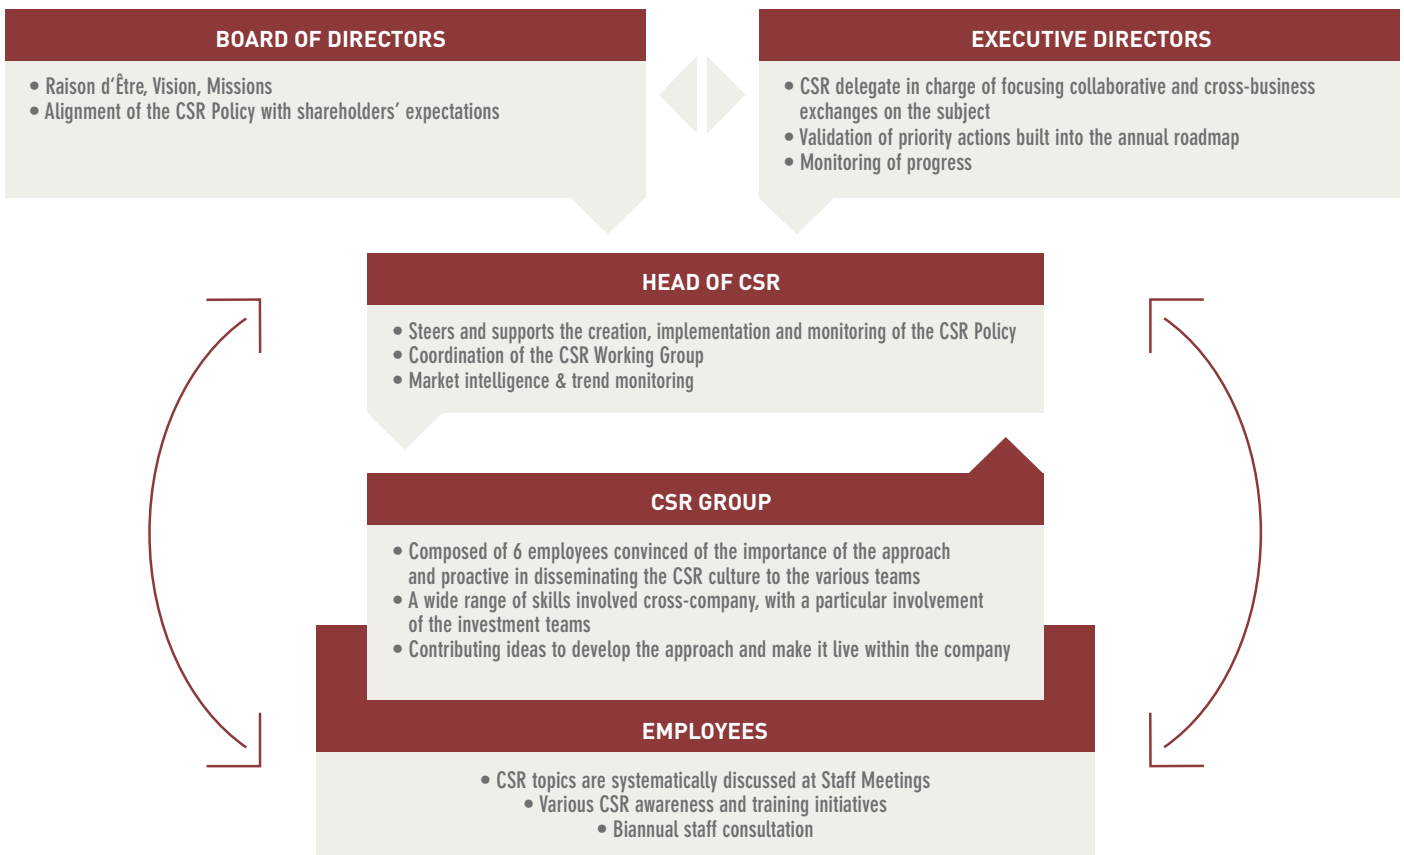 BOARD OF DIRECTORS
• Raison d’Être, Vision, Missions
• Alignment of the CSR Policy with shareholders’ expectations
EXECUTIVE DIRECTORS
• CSR delegate in charge of focusing collaborative and cross-business
exchanges on the subject
• Validation of priority actions built into the annual roadmap
• Monitoring of progress
HEAD OF CSR
• Steers and supports the creation, implementation and monitoring of the CSR Policy
• Coordination of the CSR Working Group
• Market intelligence & trend monitoring
CSR GROUP
• Composed of 6 employees convinced of the importance of the approach
and proactive in disseminating the CSR culture to the various teams
• A wide range of skills involved cross-company, with a particular involvement
of the investment teams
• Contributing ideas to develop the approach and make it live within the company
EMPLOYEES
• CSR topics are systematically discussed at Staff Meetings
• Various CSR awareness and training initiatives
• Biannual staff consultation